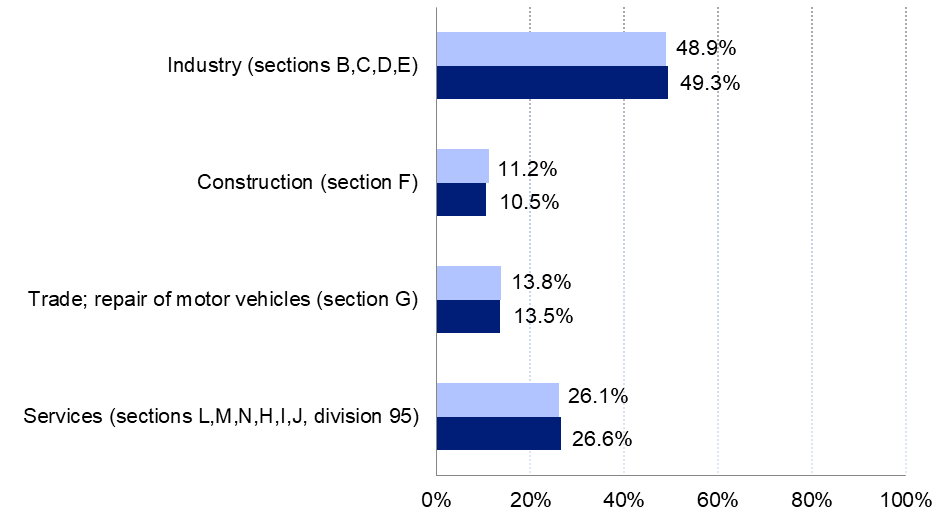 Industry (sections B,C,D,E)
48.9%
49.3%
Construction (section F)
11.2%
10.5%
Trade; repair of motor vehicles (section G)
13.8%
13.5%
Services (sections L,M,N,H,I,J, division 95)
26.1%
26.6%
0% 20% 40% 60% 80% 100%